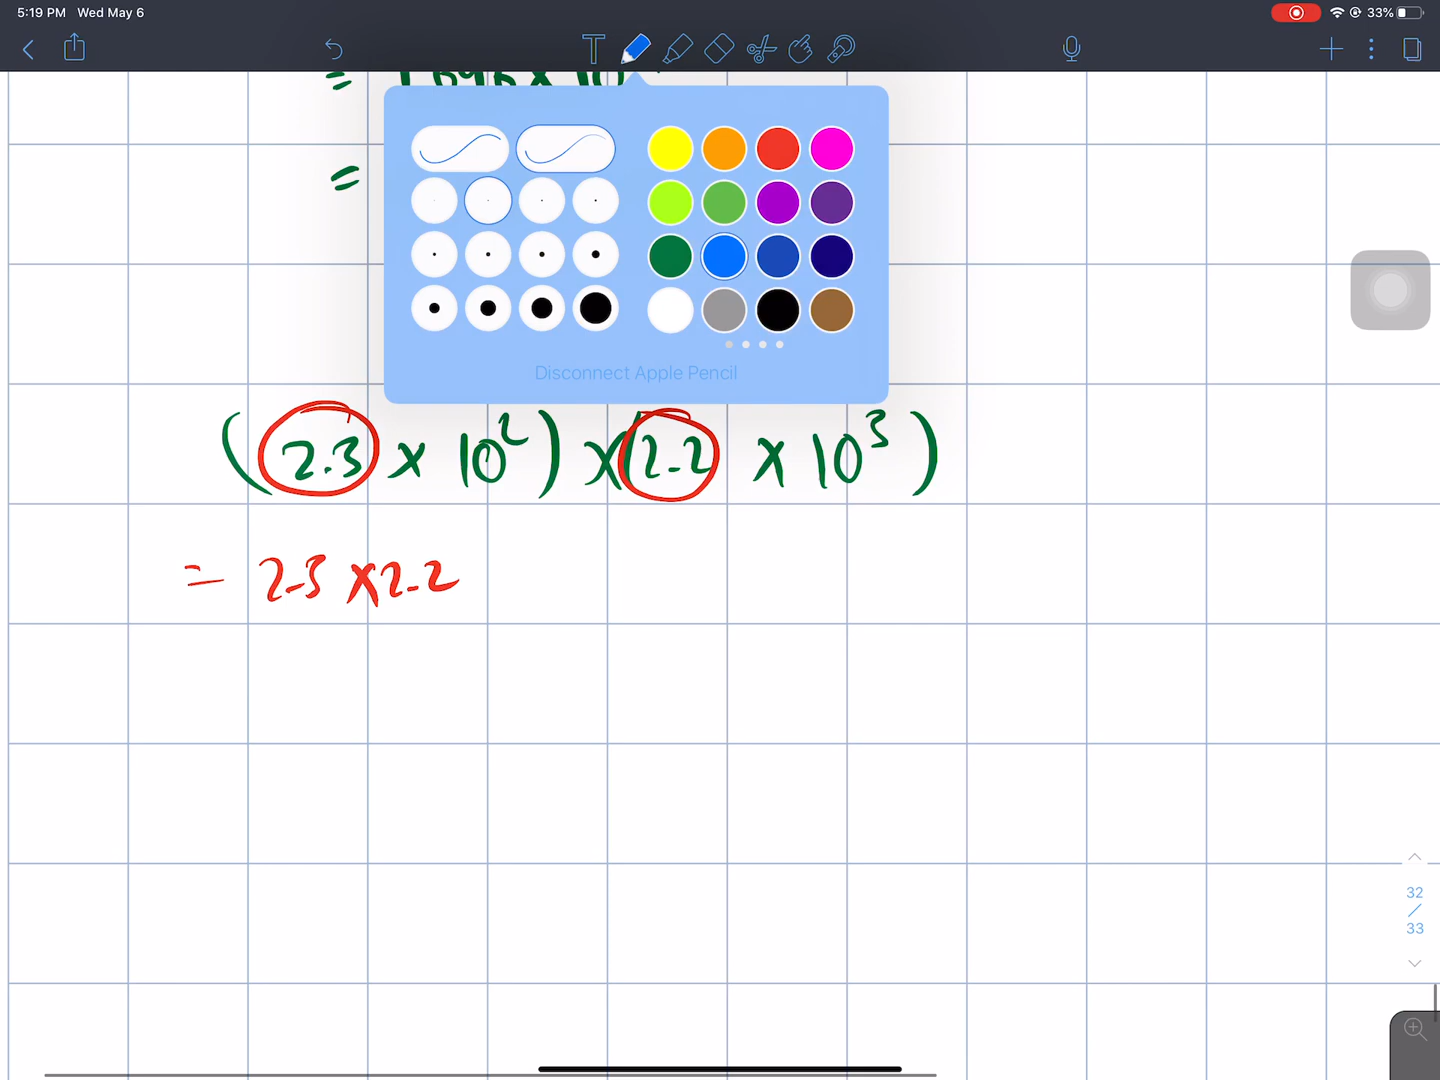 5:19 PM Wed May 6 33%
T
=
=
Disconnect Apple Pencil
(2.3 × 10² ) × (2.2 × 10³ )
= 2.3 × 2.2
32
/
33